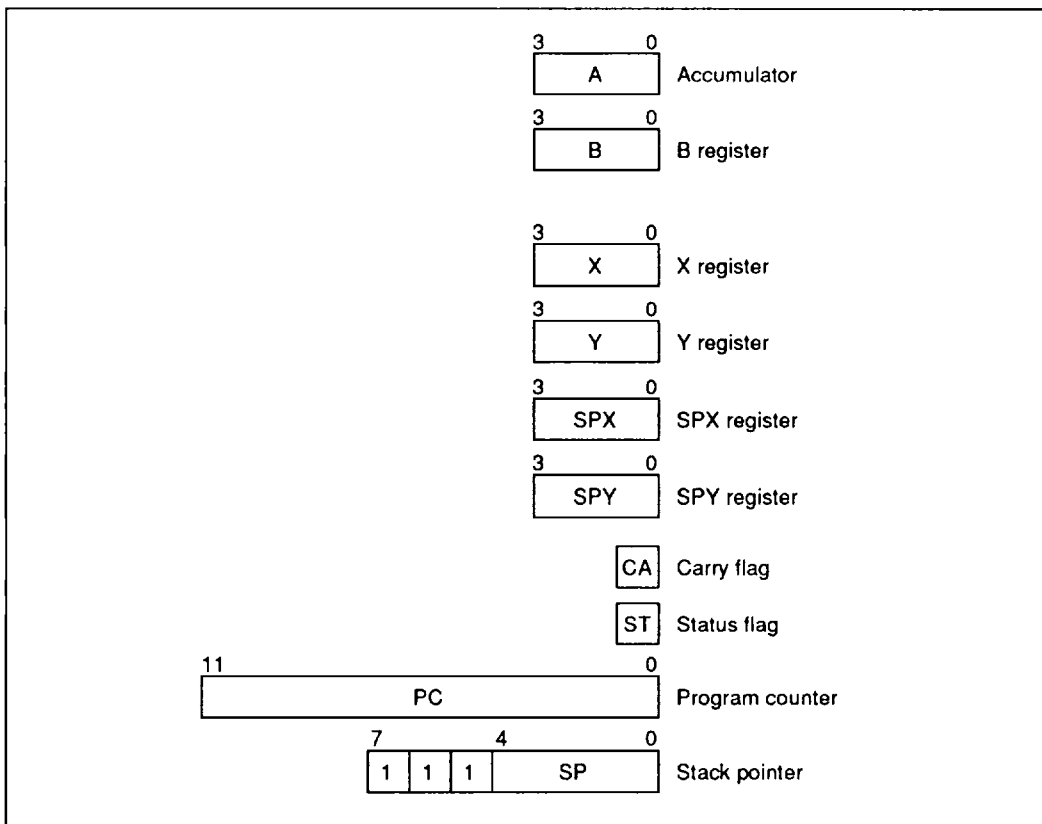 3 0
A Accumulator
3 0
B B register
3 0
X X register
3 0
Y Y register
3 0
SPX SPX register
3 0
SPY SPY register
CA Carry flag
ST Status flag
11 0
PC Program counter
7 4 0
1 1 1 SP Stack pointer